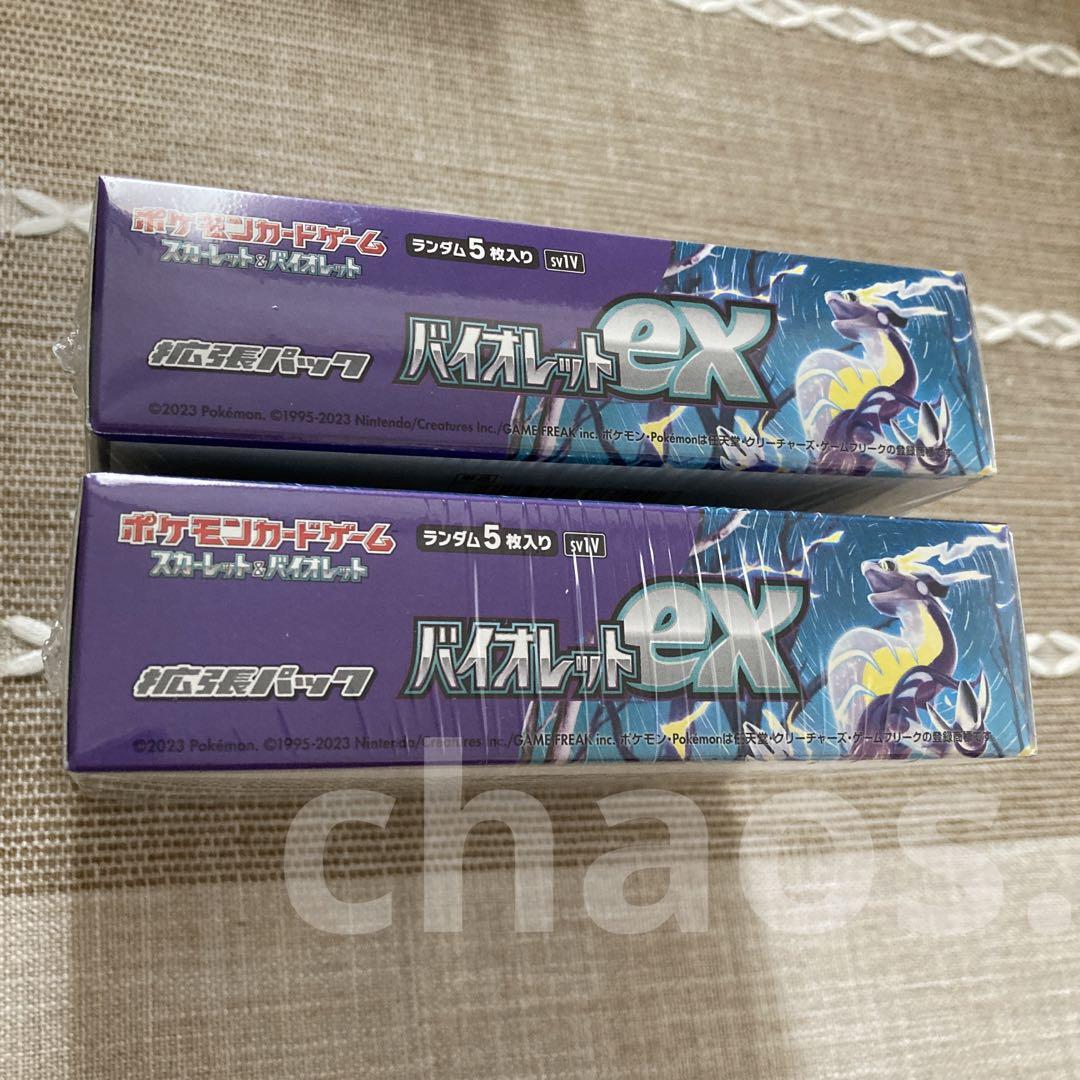 ポケモンカードゲーム
スカーレット&バイオレット
ランダム5枚入り sv1V
拡張パック
バイオレットex
©2023 Pokémon. ©1995-2023 Nintendo/Creatures Inc./GAME FREAK inc. ポケモン・Pokémonは任天堂・クリーチャーズ・ゲームフリークの登録商標です
ポケモンカードゲーム
スカーレット&バイオレット
ランダム5枚入り sv1V
拡張パック
バイオレットex
©2023 Pokémon. ©1995-2023 Nintendo/Creatures Inc./GAME FREAK inc. ポケモン・Pokémonは任天堂・クリーチャーズ・ゲームフリークの登録商標です
chaos.